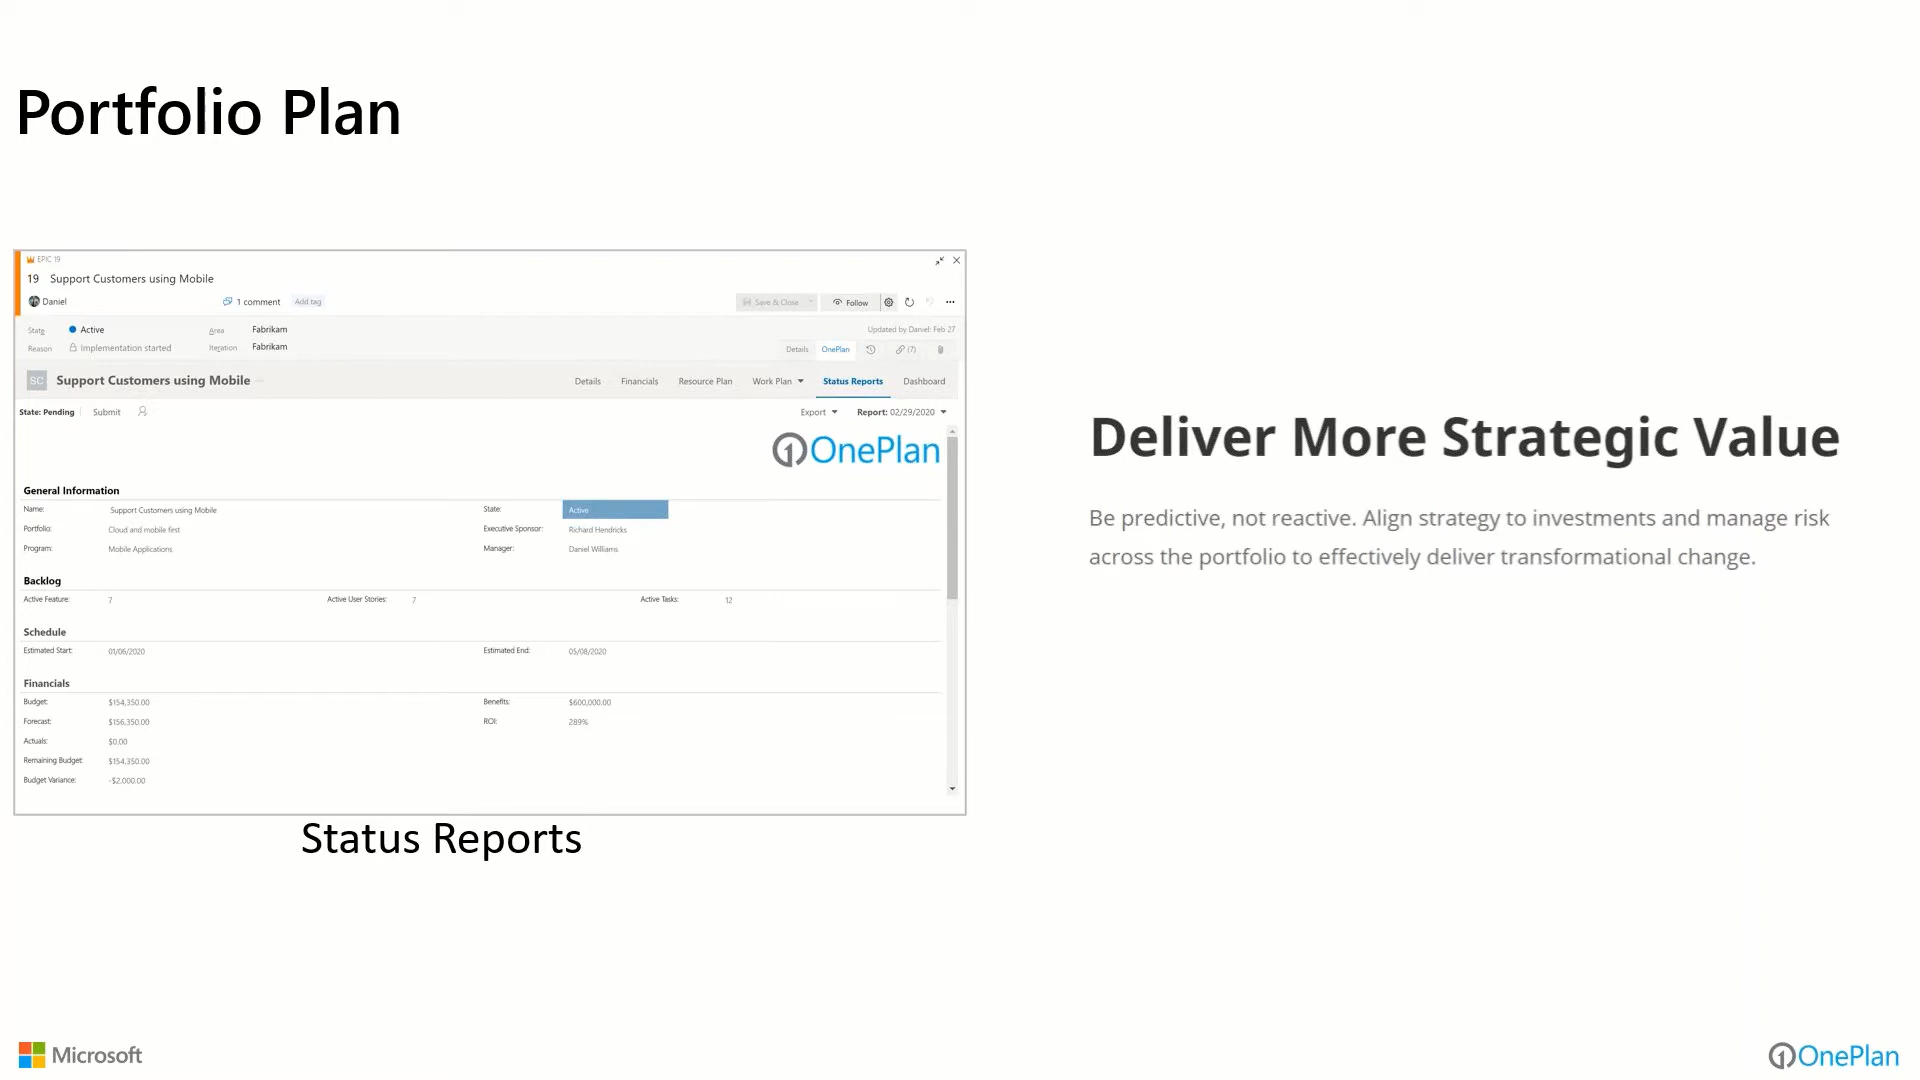 Portfolio Plan
EPIC 19
19 Support Customers using Mobile
Daniel 1 comment Add tag Save & Close Follow
State Active Area Fabrikam Updated by Daniel: Feb 27
Reason Implementation started Iteration Fabrikam Details OnePlan (7)
SC Support Customers using Mobile Details Financials Resource Plan Work Plan Status Reports Dashboard
State: Pending Submit Export Report: 02/29/2020
OnePlan
General Information
Name: Support Customers using Mobile State: Active
Portfolio: Cloud and mobile first Executive Sponsor: Richard Hendricks
Program: Mobile Applications Manager: Daniel Williams
Backlog
Active Feature: 7 Active User Stories: 7 Active Tasks: 12
Schedule
Estimated Start: 01/06/2020 Estimated End: 05/08/2020
Financials
Budget: $154,350.00 Benefits: $600,000.00
Forecast: $156,350.00 ROI: 289%
Actuals: $0.00
Remaining Budget: $154,350.00
Budget Variance: -$2,000.00
Status Reports
Deliver More Strategic Value
Be predictive, not reactive. Align strategy to investments and manage risk
across the portfolio to effectively deliver transformational change.
Microsoft
OnePlan